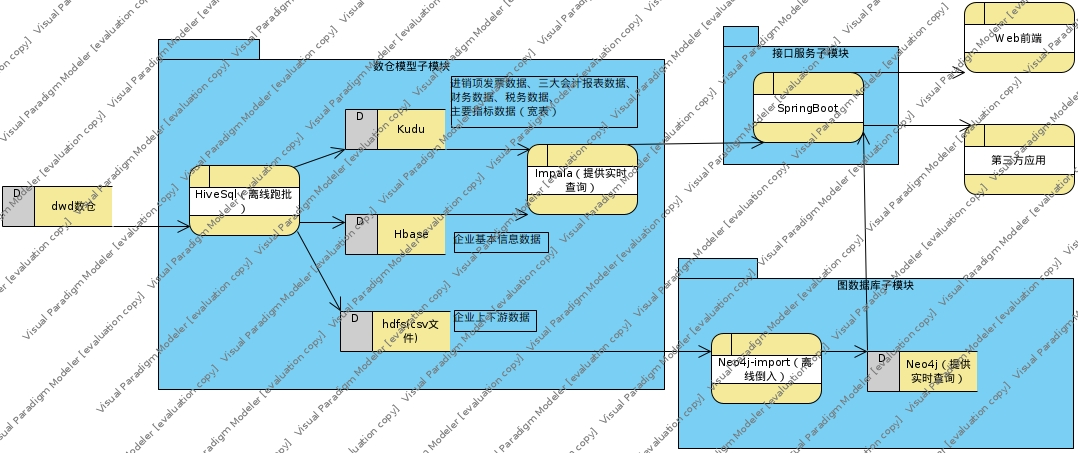 Web前端
接口服务子模块
SpringBoot
第三方应用
数仓模型子模块
进销项发票数据、三大会计报表数据、
财务数据、税务数据、
主要指标数据（宽表）
D
Kudu
Impala（提供实时
查询）
HiveSql（离线跑批
）
D
dwd数仓
D
Hbase
企业基本信息数据
D
hdfs(csv文
件)
企业上下游数据
图数据库子模块
Neo4j-import（离
线倒入）
D
Neo4j（提供
实时查询）
Visual Paradigm Modeler [evaluation copy]